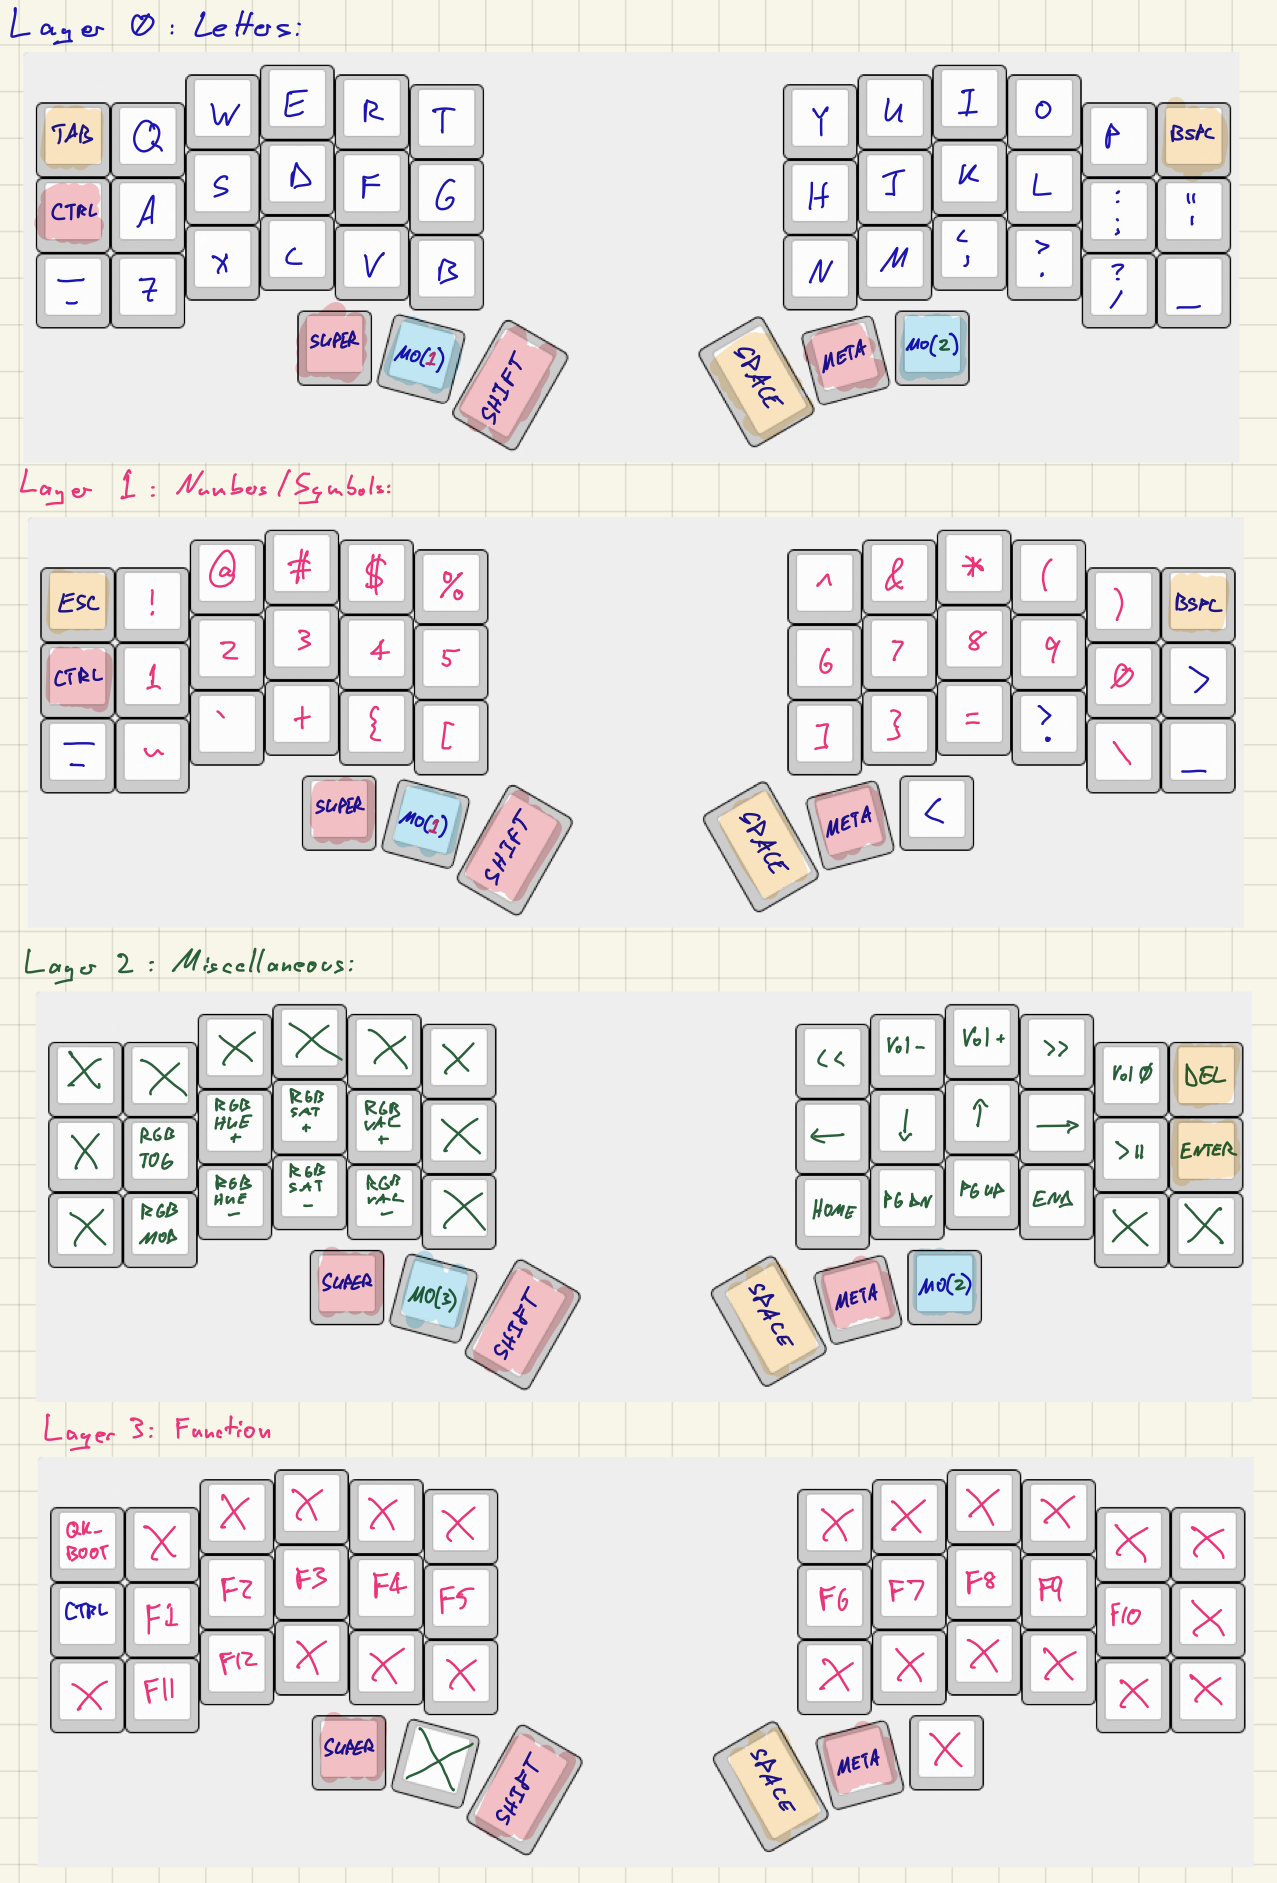 Layer 0 : Letters:
TAB Q W E R T Y U I O P BSPC
CTRL A S D F G H J K L : ; " '
— - Z X C V B N M < , > . ? / _
SUPER MO(1) SHIFT SPACE META MO(2)
Layer 1 : Numbers/Symbols:
ESC ! @ # $ % ^ & * ( ) BSPC
CTRL 1 2 3 4 5 6 7 8 9 0 >
— - ~ ` + { [ ] } = > . \ _
SUPER MO(1) SHIFT SPACE META <
Layer 2 : Miscellaneous:
X X X X X X << Vol- Vol+ >> Vol 0 DEL
X RGB TOG RGB HUE + RGB SAT + RGB VAL + X ← ↓ ↑ → >II ENTER
X RGB MOD RGB HUE - RGB SAT - RGB VAL - X HOME PG DN PG UP END X X
SUPER MO(3) SHIFT SPACE META MO(2)
Layer 3: Function
QK_BOOT X X X X X X X X X X X
CTRL F1 F2 F3 F4 F5 F6 F7 F8 F9 F10 X
X F11 F12 X X X X X X X X X
SUPER X SHIFT SPACE META X